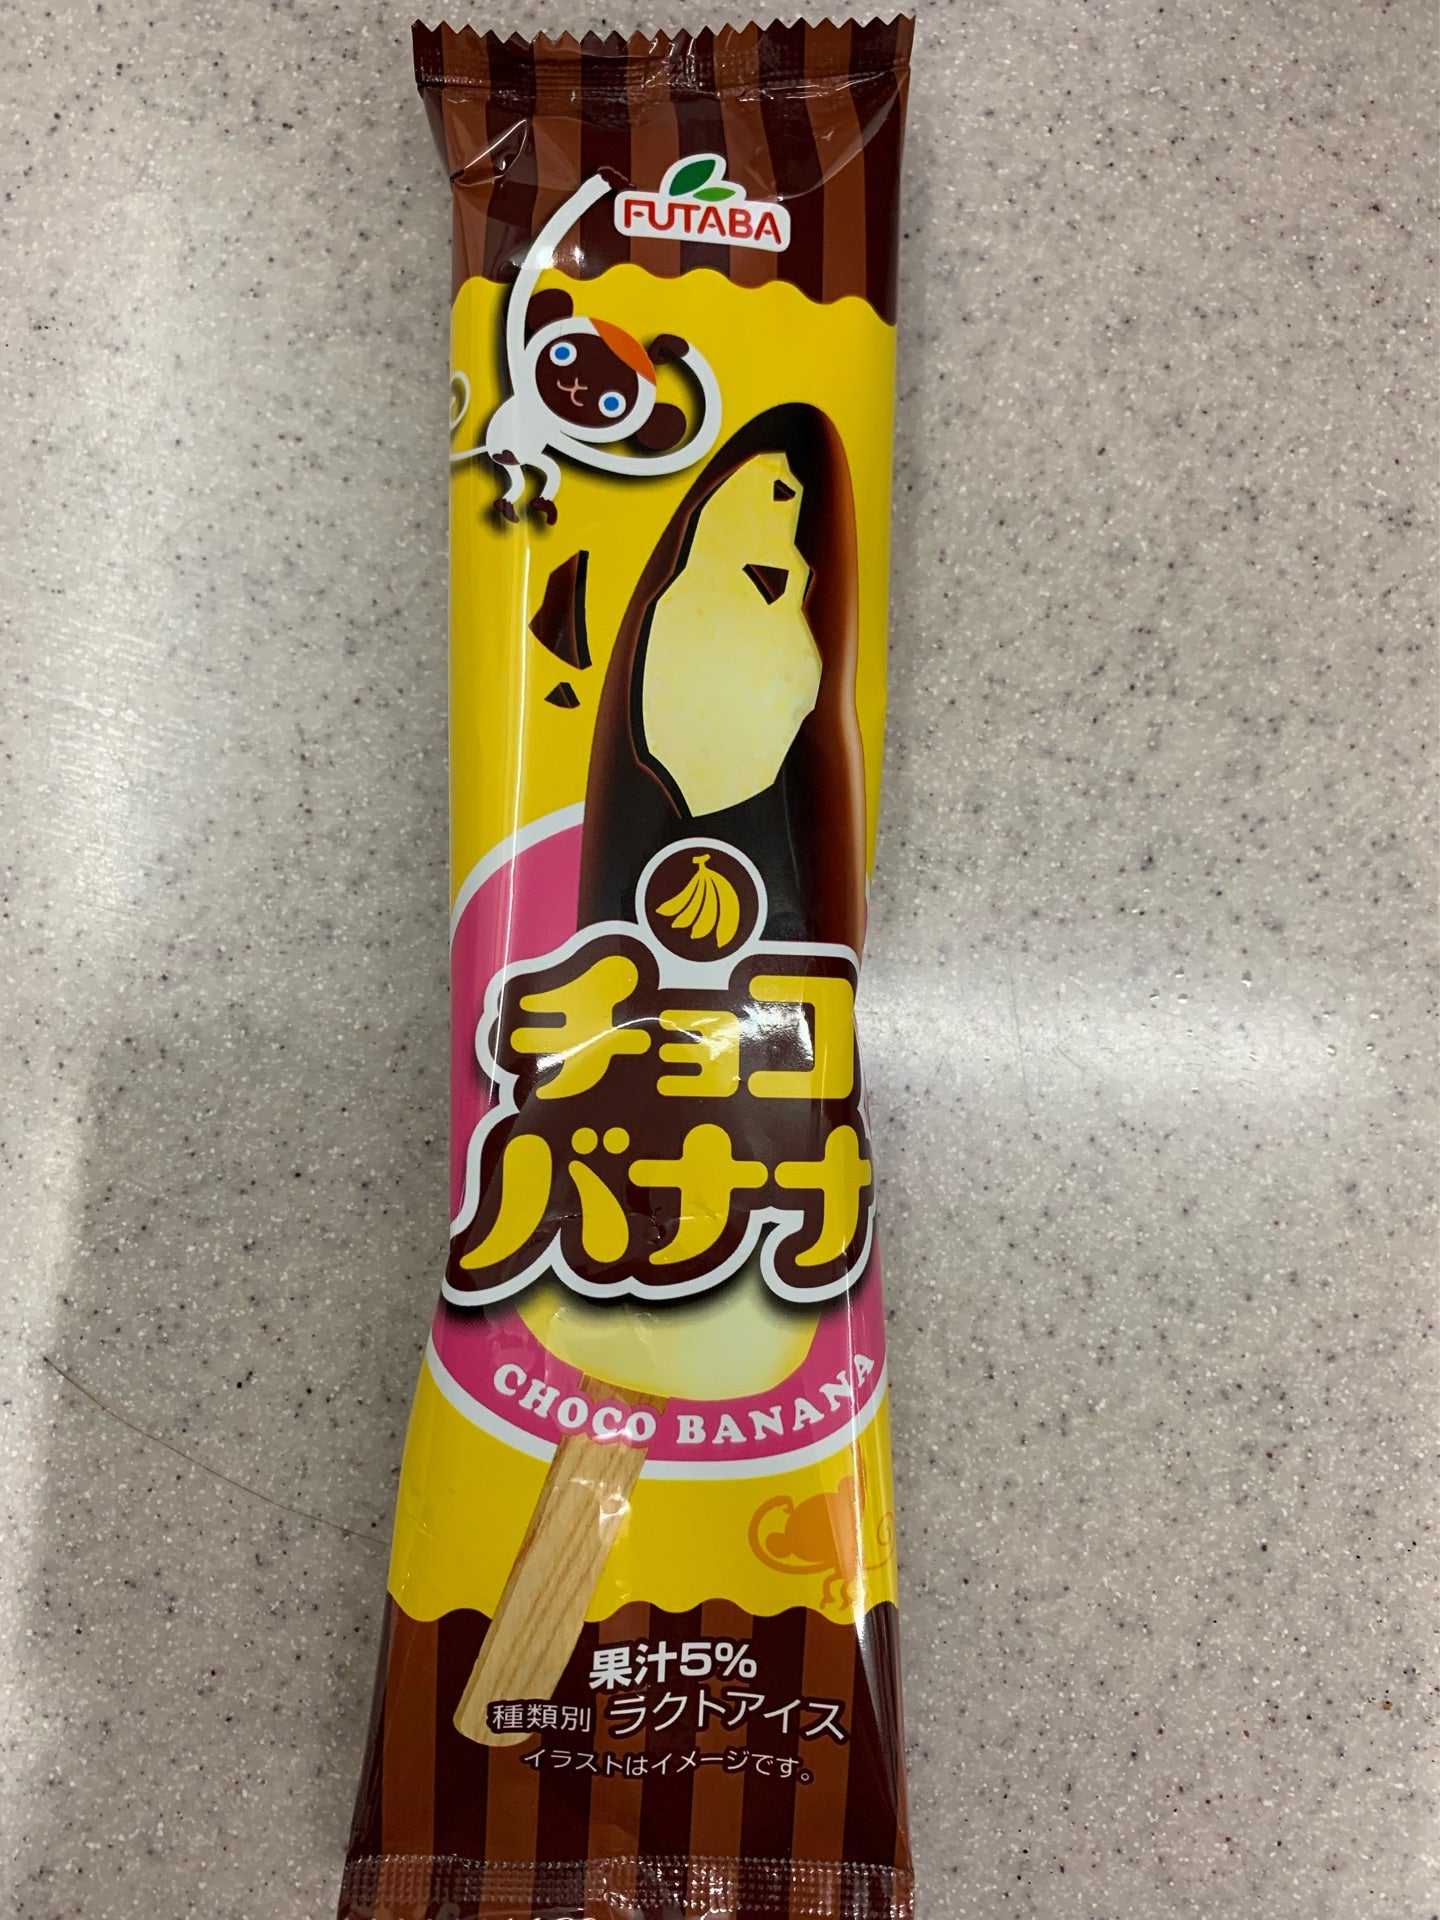 FUTABA
チョコ
バナナ
CHOCO BANANA
果汁5%
種類別 ラクトアイス
イラストはイメージです。